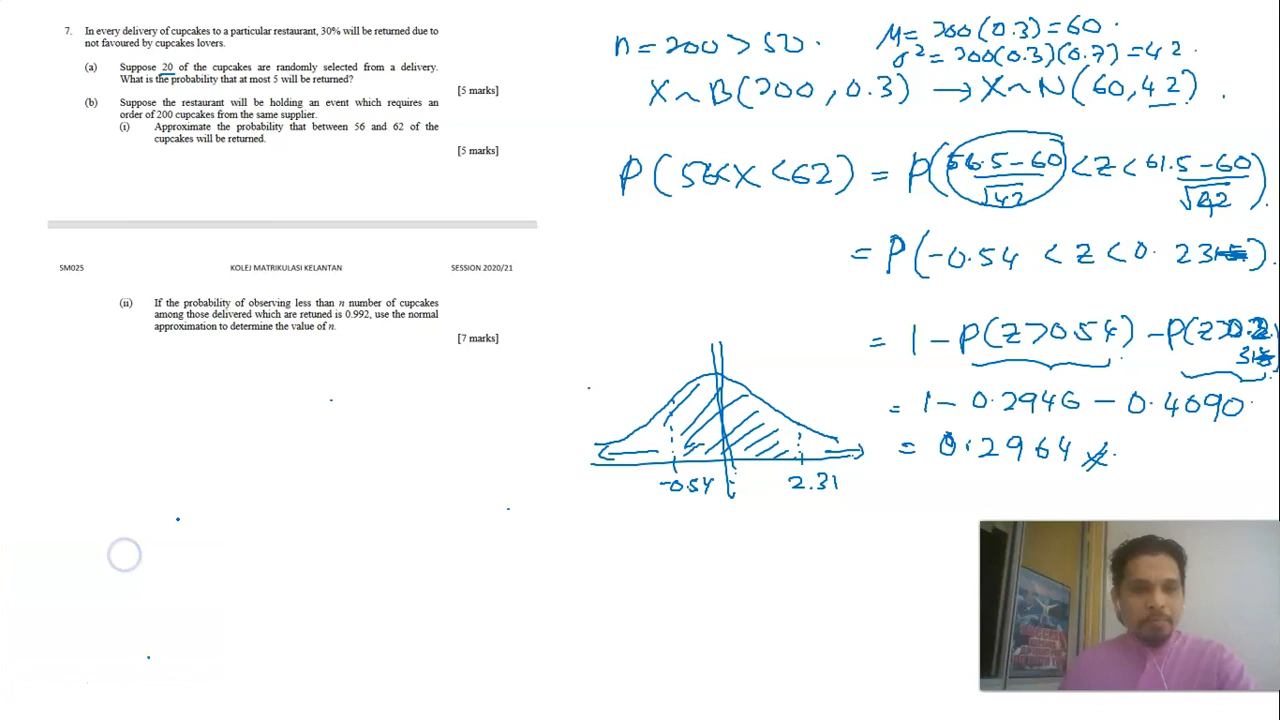 7. In every delivery of cupcakes to a particular restaurant, 30% will be returned due to
not favoured by cupcakes lovers.
(a) Suppose 20 of the cupcakes are randomly selected from a delivery.
What is the probability that at most 5 will be returned?
[5 marks]
(b) Suppose the restaurant will be holding an event which requires an
order of 200 cupcakes from the same supplier.
(i) Approximate the probability that between 56 and 62 of the
cupcakes will be returned.
[5 marks]
SM025 KOLEJ MATRIKULASI KELANTAN SESSION 2020/21
(ii) If the probability of observing less than n number of cupcakes
among those delivered which are retuned is 0.992, use the normal
approximation to determine the value of n.
[7 marks]
n = 200 > 50.
μ = 200(0.3) = 60.
σ² = 200(0.3)(0.7) = 42.
X ~ B(200, 0.3) → X ~ N(60, 42).
P(56<X<62) = P(56.5-60/√42 < Z < 61.5-60/√42).
= P(-0.54 < Z < 0.231).
= 1 - P(Z>0.54) - P(Z>0.231)
= 1 - 0.2946 - 0.4090
= 0.2964
-0.54 2.31